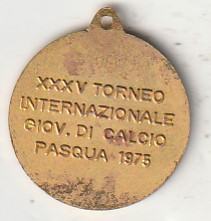 XXXV TORNEO
INTERNAZIONALE
GIOV. DI CALCIO
PASQUA 1975